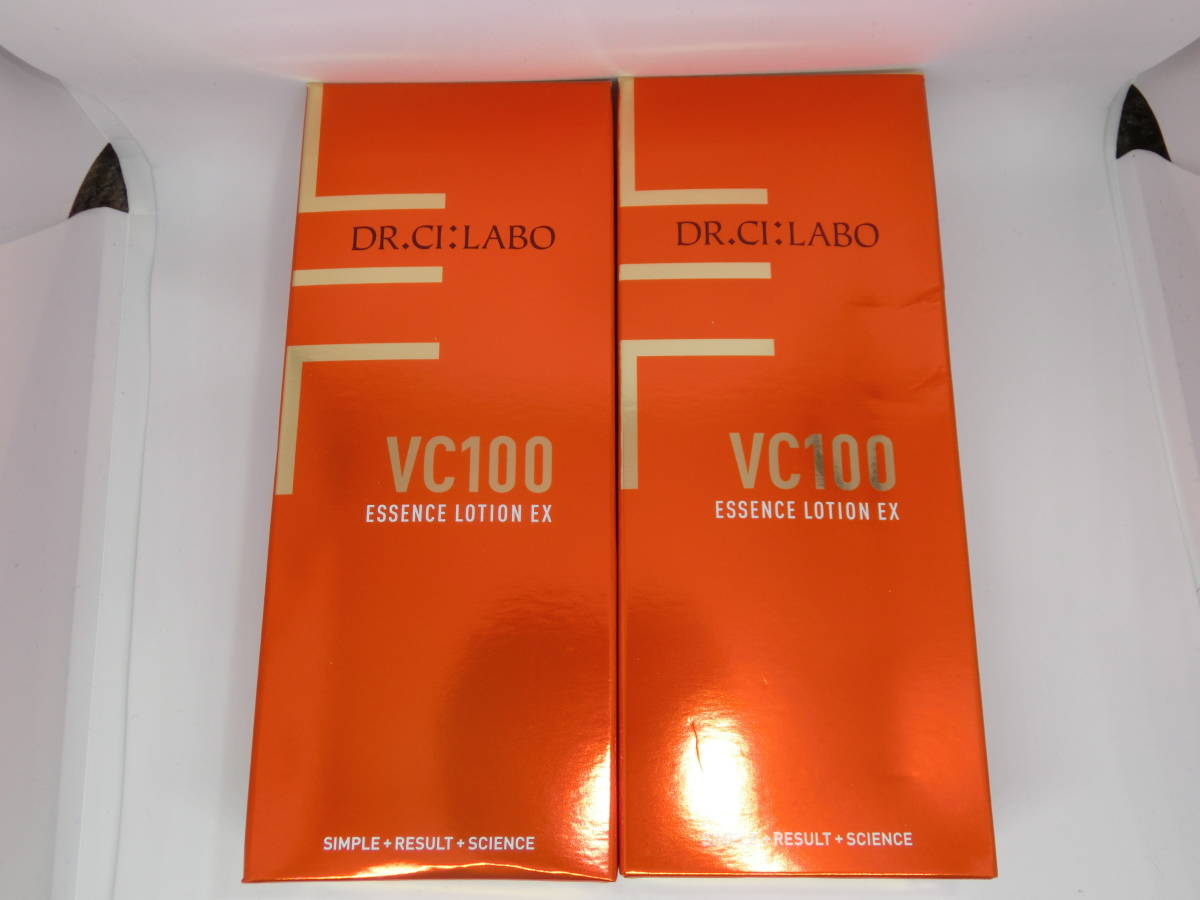 DR.CI:LABO
VC100
ESSENCE LOTION EX
SIMPLE + RESULT + SCIENCE
DR.CI:LABO
VC100
ESSENCE LOTION EX
SIMPLE + RESULT + SCIENCE